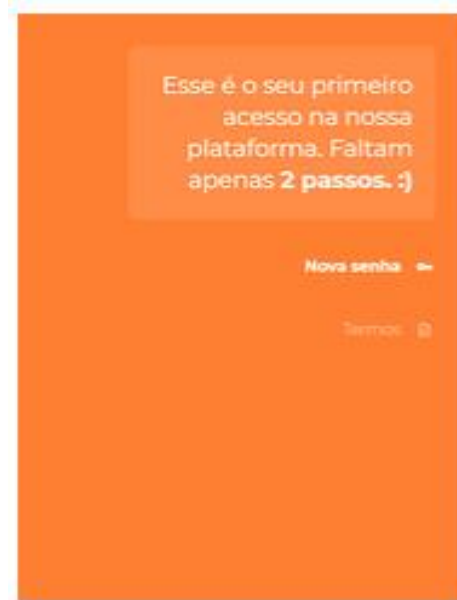 Esse é o seu primeiro
acesso na nossa
plataforma. Faltam
apenas 2 passos. :)
Nova senha
Termos